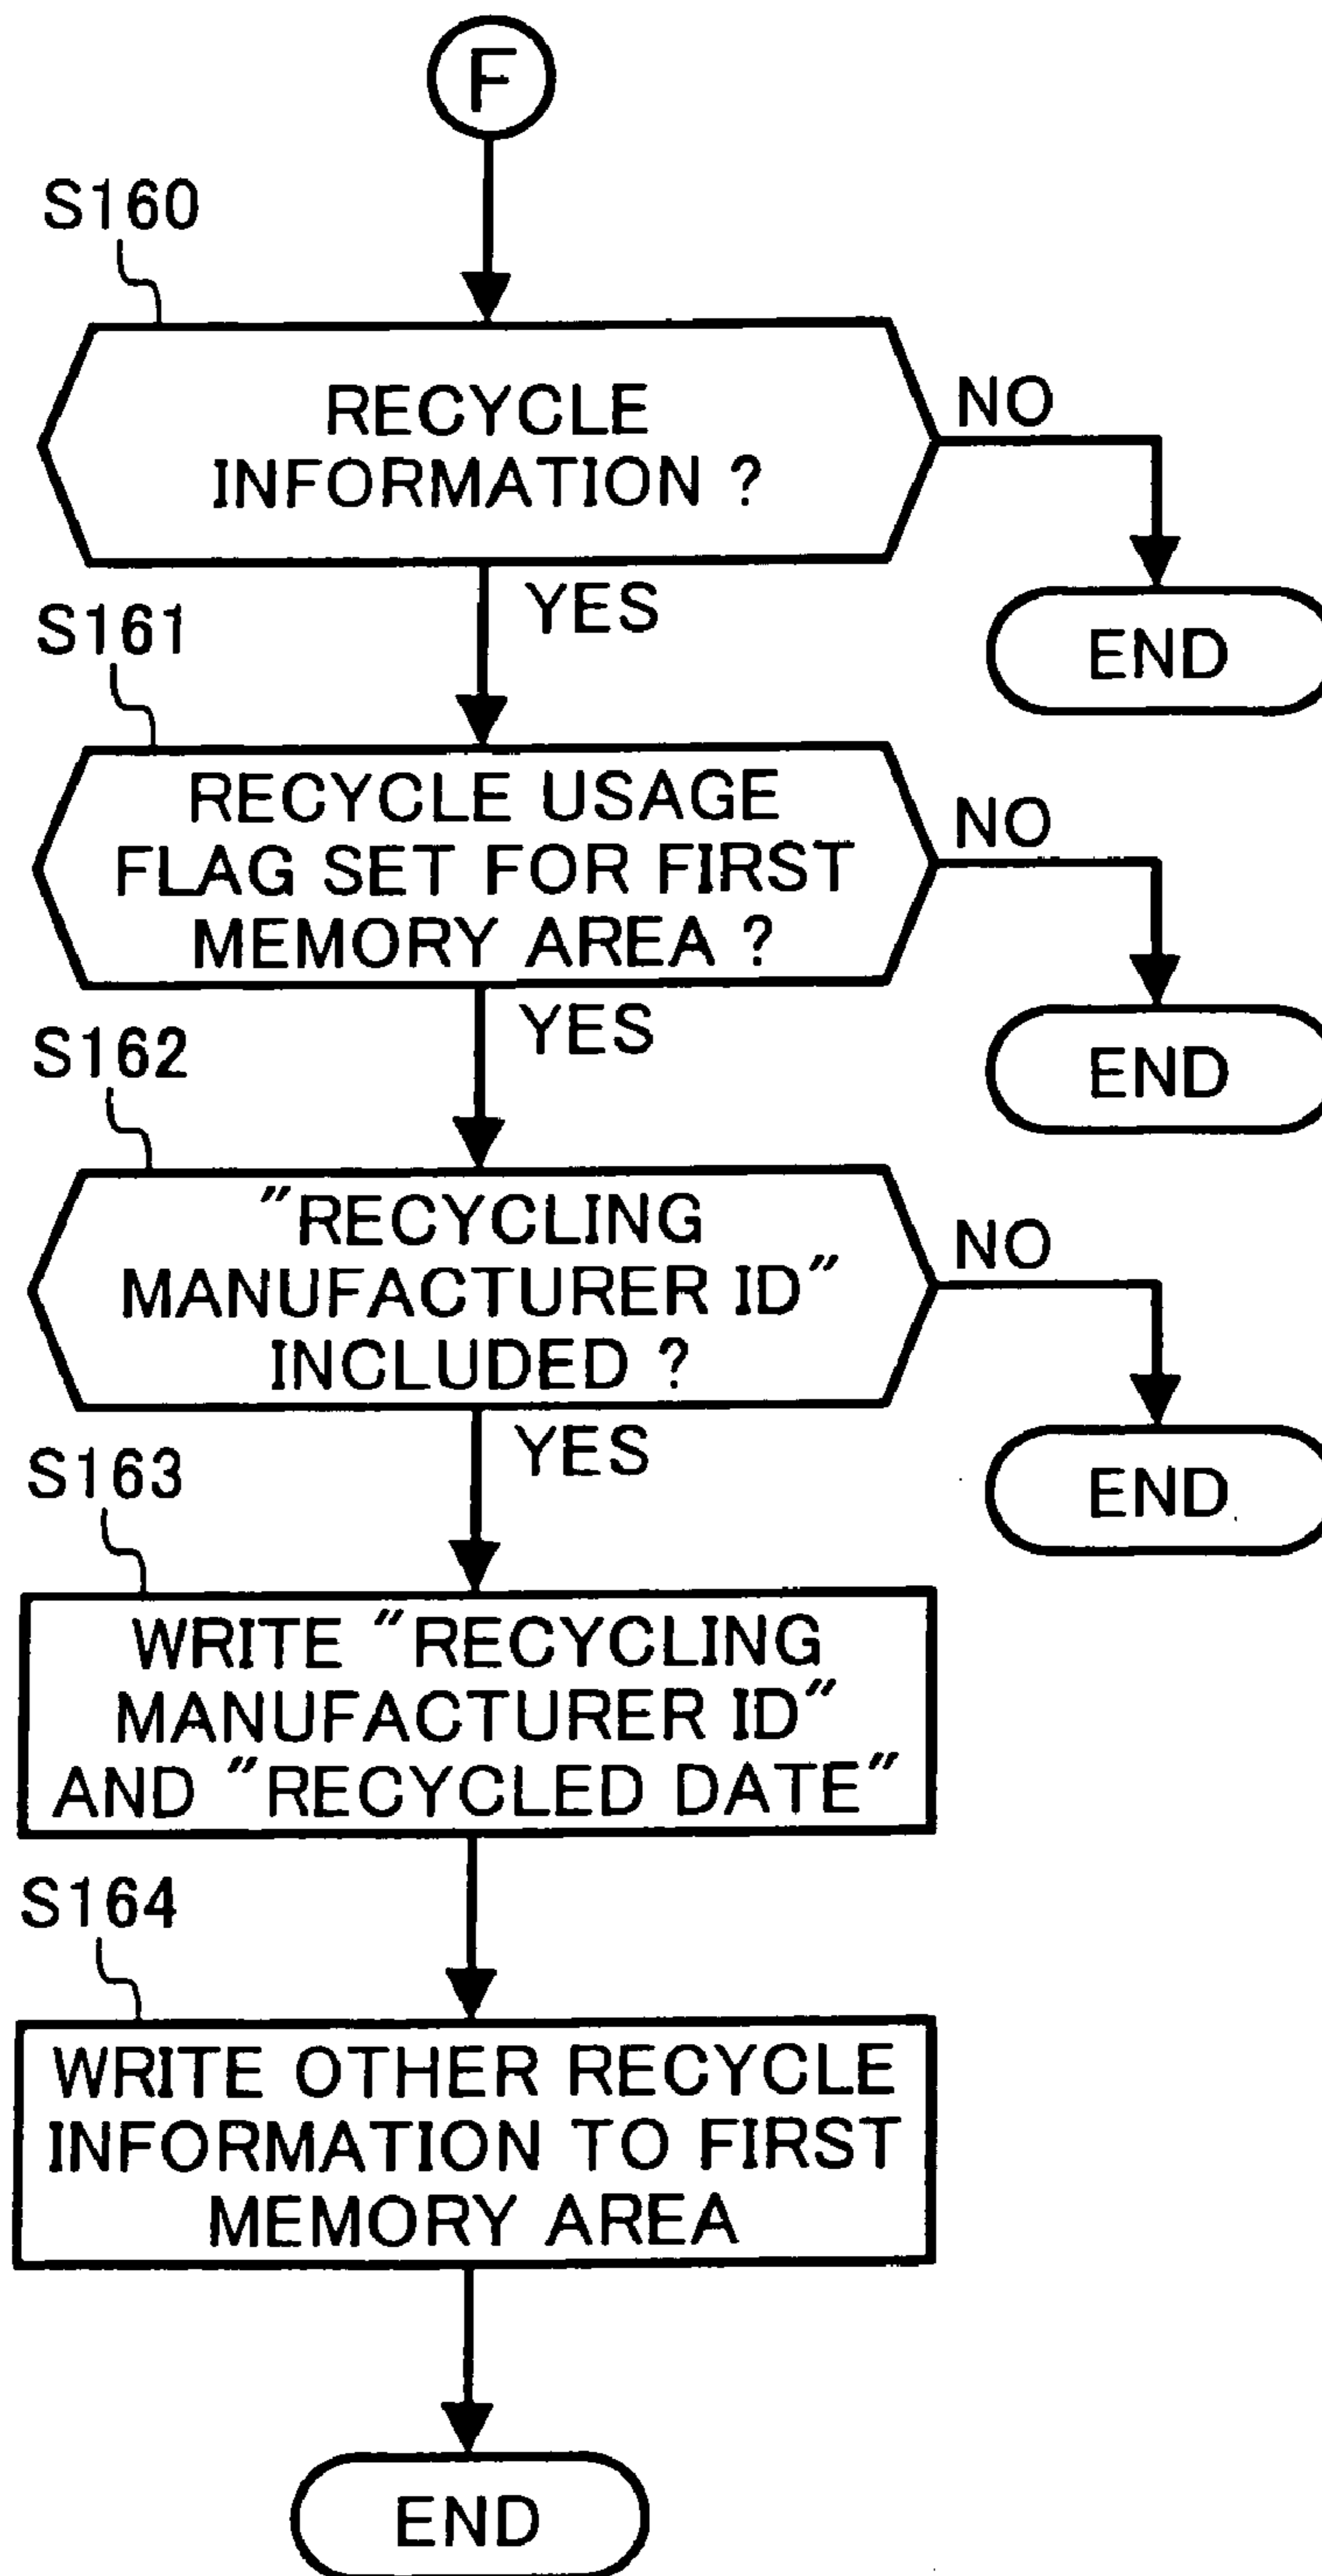 F
S160
RECYCLE
INFORMATION ?
NO
END
YES
S161
RECYCLE USAGE
FLAG SET FOR FIRST
MEMORY AREA ?
NO
END
YES
S162
"RECYCLING
MANUFACTURER ID"
INCLUDED ?
NO
END
YES
S163
WRITE "RECYCLING
MANUFACTURER ID"
AND "RECYCLED DATE"
S164
WRITE OTHER RECYCLE
INFORMATION TO FIRST
MEMORY AREA
END